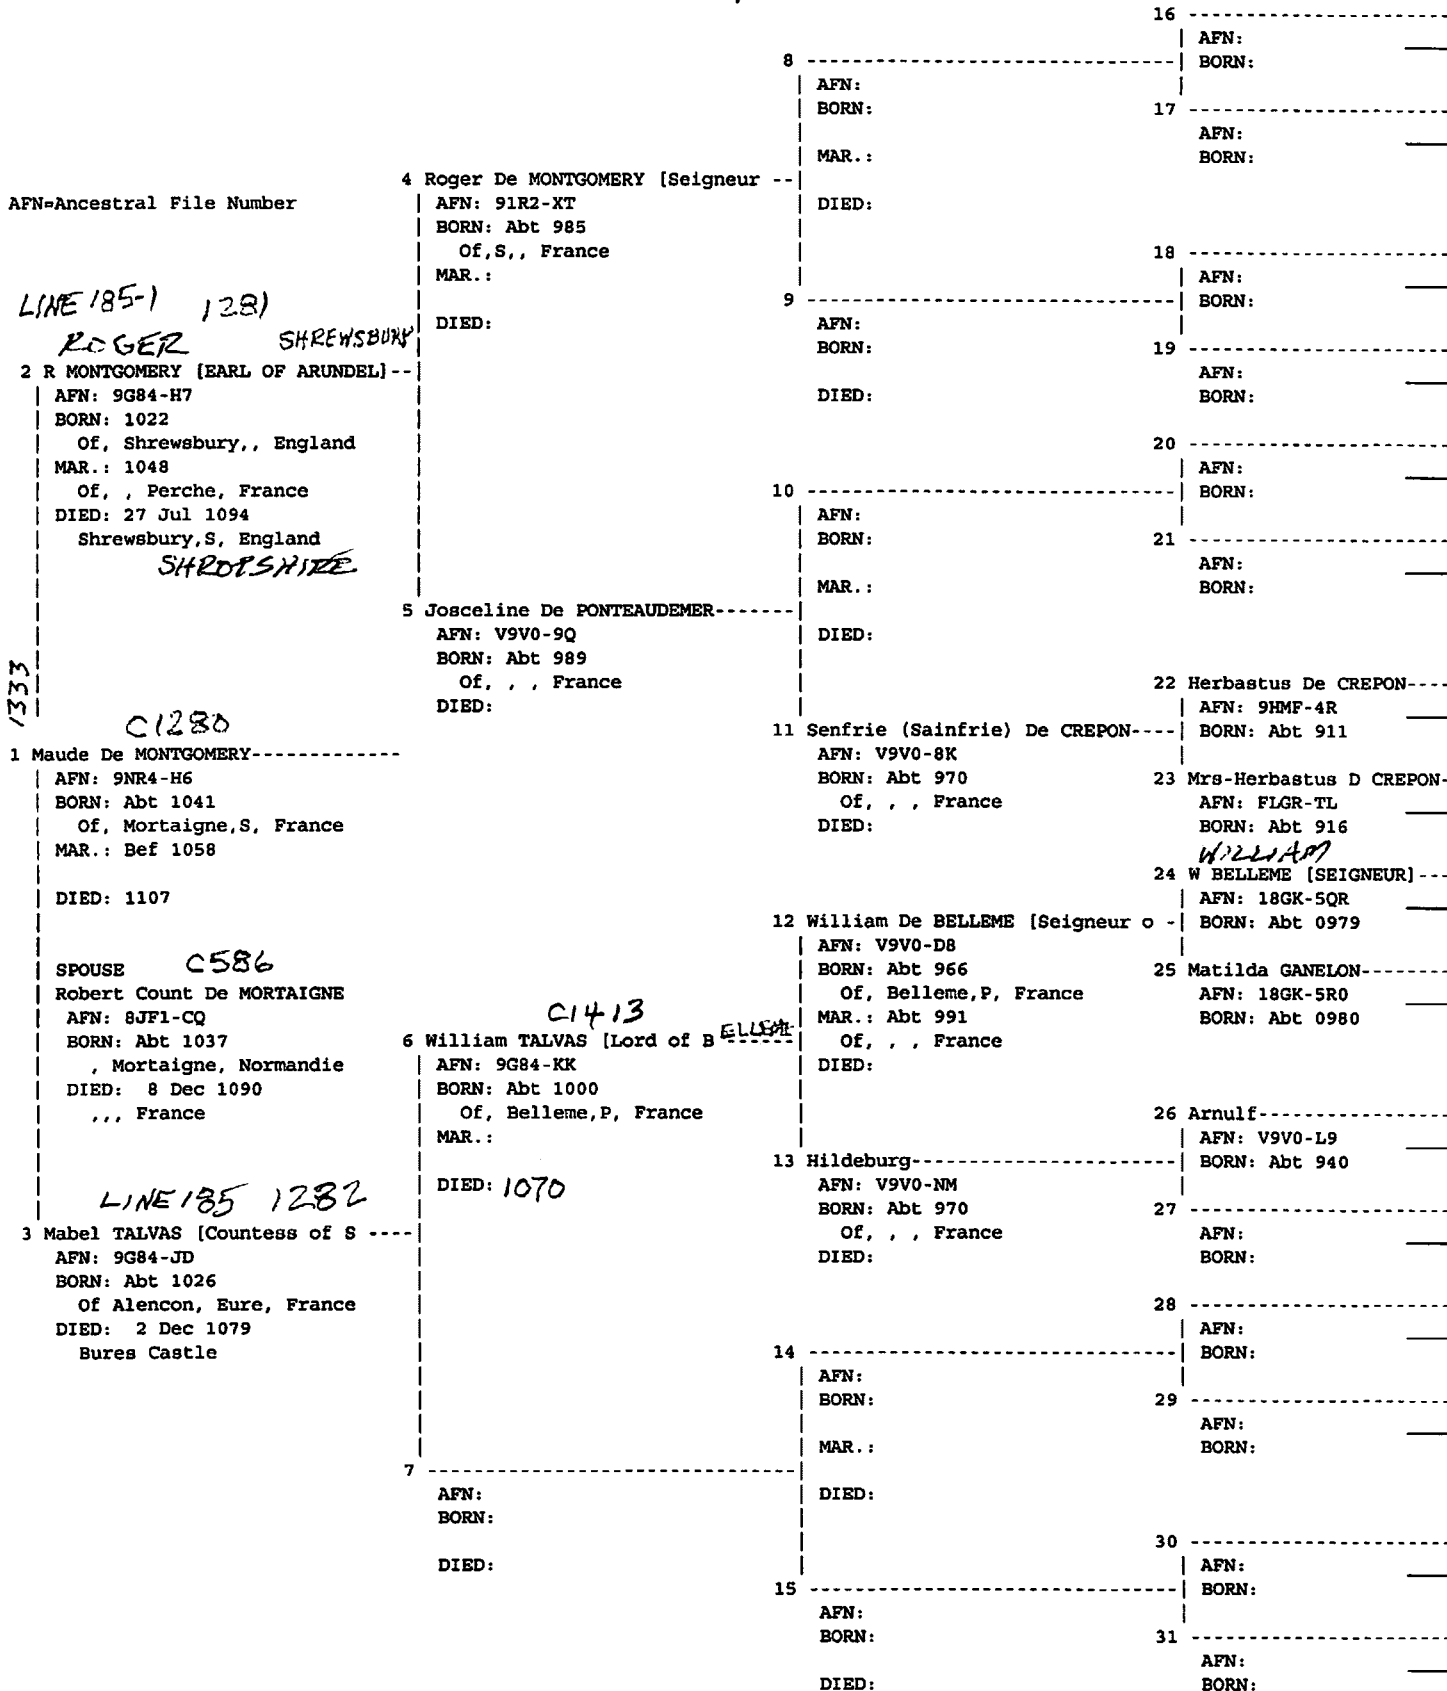 AFN=Ancestral File Number
LINE 185-1 1281
ROGER SHREWSBURY
2 R MONTGOMERY [EARL OF ARUNDEL]--
AFN: 9G84-H7
BORN: 1022
Of, Shrewsbury,, England
MAR.: 1048
Of, , Perche, France
DIED: 27 Jul 1094
Shrewsbury,S, England
SHROPSHIRE
1333
C1280
1 Maude De MONTGOMERY-------------
AFN: 9NR4-H6
BORN: Abt 1041
Of, Mortaigne,S, France
MAR.: Bef 1058
DIED: 1107
SPOUSE C586
Robert Count De MORTAIGNE
AFN: 8JF1-CQ
BORN: Abt 1037
, Mortaigne, Normandie
DIED: 8 Dec 1090
,,, France
LINE 185 1282
3 Mabel TALVAS [Countess of S ----
AFN: 9G84-JD
BORN: Abt 1026
Of Alencon, Eure, France
DIED: 2 Dec 1079
Bures Castle
4 Roger De MONTGOMERY [Seigneur --
AFN: 91R2-XT
BORN: Abt 985
Of,S,, France
MAR.:
DIED:
5 Josceline De PONTEAUDEMER-------
AFN: V9V0-9Q
BORN: Abt 989
Of, , , France
DIED:
C1413
6 William TALVAS [Lord of B ELLEME ------
AFN: 9G84-KK
BORN: Abt 1000
Of, Belleme,P, France
MAR.:
DIED: 1070
7 -------------------------------
AFN:
BORN:
DIED:
8 -------------------------------
AFN:
BORN:
MAR.:
DIED:
9 -------------------------------
AFN:
BORN:
DIED:
10 -------------------------------
AFN:
BORN:
MAR.:
DIED:
11 Senfrie (Sainfrie) De CREPON----
AFN: V9V0-8K
BORN: Abt 970
Of, , , France
DIED:
12 William De BELLEME [Seigneur o -
AFN: V9V0-D8
BORN: Abt 966
Of, Belleme,P, France
MAR.: Abt 991
Of, , , France
DIED:
13 Hildeburg----------------------
AFN: V9V0-NM
BORN: Abt 970
Of, , , France
DIED:
14 -------------------------------
AFN:
BORN:
MAR.:
DIED:
15 -------------------------------
AFN:
BORN:
DIED:
16 ----------------------
AFN:
BORN:
17 ----------------------
AFN:
BORN:
18 ----------------------
AFN:
BORN:
19 ----------------------
AFN:
BORN:
20 ----------------------
AFN:
BORN:
21 ----------------------
AFN:
BORN:
22 Herbastus De CREPON----
AFN: 9HMF-4R
BORN: Abt 911
23 Mrs-Herbastus D CREPON-
AFN: FLGR-TL
BORN: Abt 916
WILLIAM
24 W BELLEME [SEIGNEUR]---
AFN: 18GK-5QR
BORN: Abt 0979
25 Matilda GANELON--------
AFN: 18GK-5R0
BORN: Abt 0980
26 Arnulf-----------------
AFN: V9V0-L9
BORN: Abt 940
27 ----------------------
AFN:
BORN:
28 ----------------------
AFN:
BORN:
29 ----------------------
AFN:
BORN:
30 ----------------------
AFN:
BORN:
31 ----------------------
AFN:
BORN: